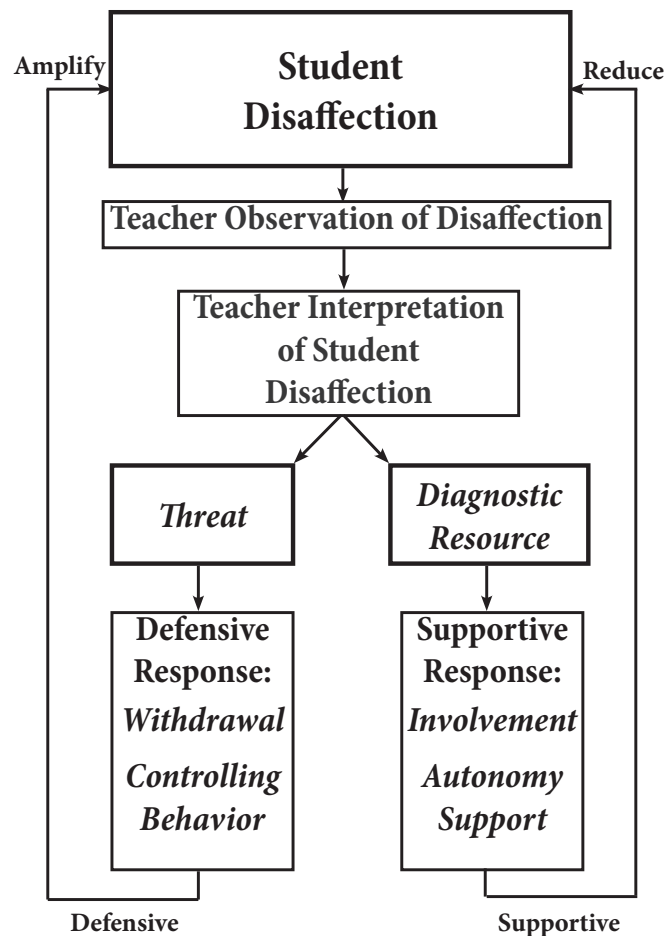 Amplify
Student
Disaffection
Reduce
Teacher Observation of Disaffection
Teacher Interpretation
of Student
Disaffection
Threat
Diagnostic
Resource
Defensive
Response:
Withdrawal
Controlling
Behavior
Supportive
Response:
Involvement
Autonomy
Support
Defensive
Supportive